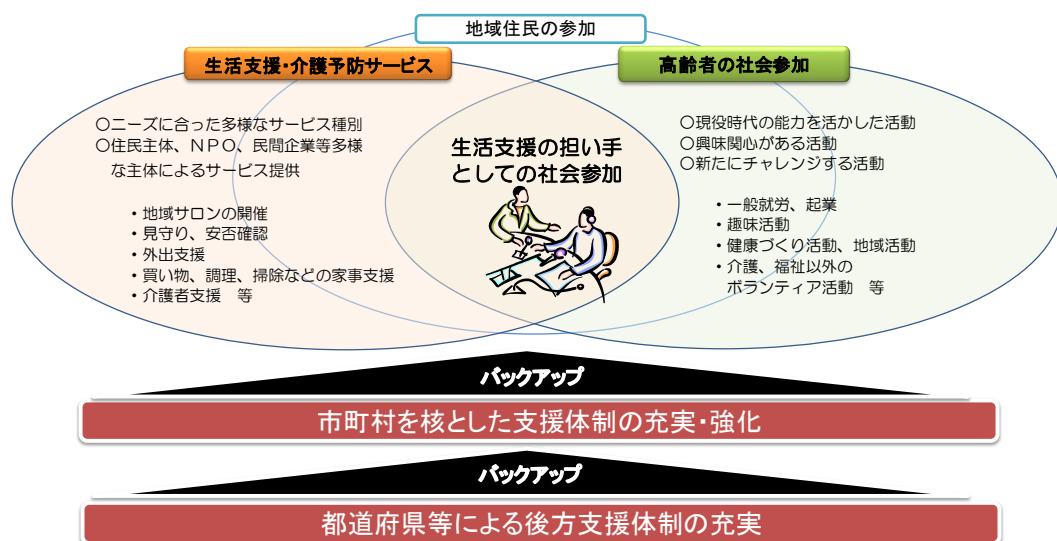 地域住民の参加
生活支援・介護予防サービス
○ニーズに合った多様なサービス種別
○住民主体、ＮＰＯ、民間企業等多様
な主体によるサービス提供
・地域サロンの開催
・見守り、安否確認
・外出支援
・買い物、調理、掃除などの家事支援
・介護者支援　等
生活支援の担い手
としての社会参加
高齢者の社会参加
○現役時代の能力を活かした活動
○興味関心がある活動
○新たにチャレンジする活動
・一般就労、起業
・趣味活動
・健康づくり活動、地域活動
・介護、福祉以外の
ボランティア活動　等
バックアップ
市町村を核とした支援体制の充実・強化
バックアップ
都道府県等による後方支援体制の充実